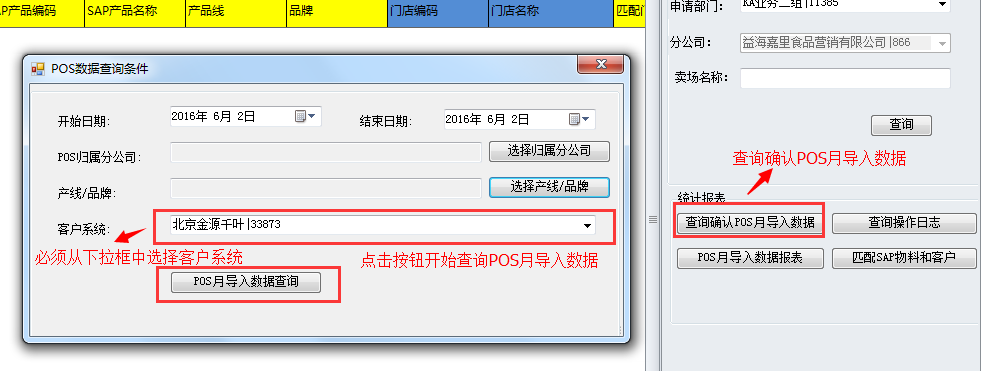 AP产品编码 SAP产品名称 产品线 品牌 门店编码 门店名称 匹配门
POS数据查询条件
开始日期: 2016年 6月 2日 结束日期: 2016年 6月 2日
POS归属分公司: 选择归属分公司
产线/品牌: 选择产线/品牌
客户系统: 北京金源千叶|33873
必须从下拉框中选择客户系统
点击按钮开始查询POS月导入数据
POS月导入数据查询
申请部门: KA业务二组|11385
分公司: 益海嘉里食品营销有限公司|866
卖场名称:
查询
查询确认POS月导入数据
统计报表
查询确认POS月导入数据 查询操作日志
POS月导入数据报表 匹配SAP物料和客户